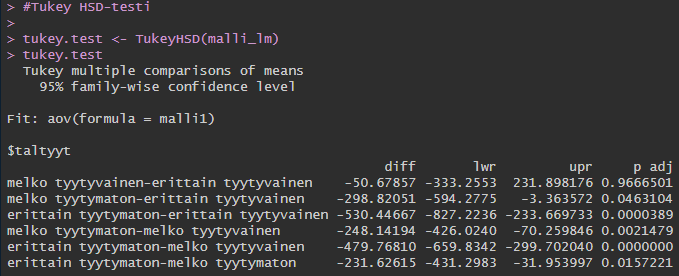 > #Tukey HSD-testi
>
> tukey.test <- TukeyHSD(malli_lm)
> tukey.test
Tukey multiple comparisons of means
95% family-wise confidence level
Fit: aov(formula = malli1)
$taltyyt
diff lwr upr p adj
melko tyytyvainen-erittain tyytyvainen -50.67857 -333.2553 231.898176 0.9666501
melko tyytymaton-erittain tyytyvainen -298.82051 -594.2775 -3.363572 0.0463104
erittain tyytymaton-erittain tyytyvainen -530.44667 -827.2236 -233.669733 0.0000389
melko tyytymaton-melko tyytyvainen -248.14194 -426.0240 -70.259846 0.0021479
erittain tyytymaton-melko tyytyvainen -479.76810 -659.8342 -299.702040 0.0000000
erittain tyytymaton-melko tyytymaton -231.62615 -431.2983 -31.953997 0.0157221